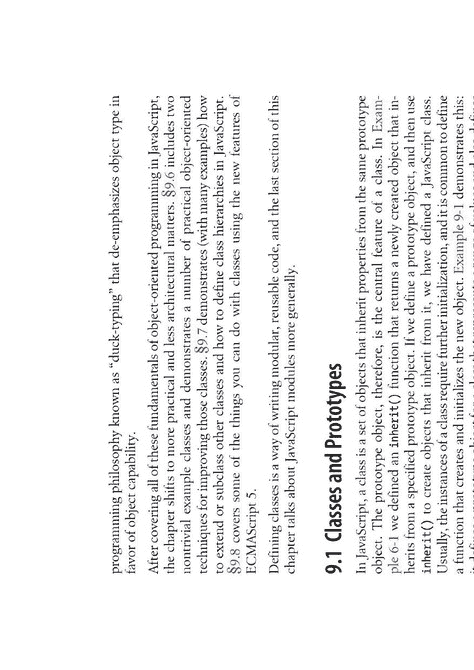 programming philosophy known as “duck-typing” that de-emphasizes object type in
favor of object capability.
After covering all of these fundamentals of object-oriented programming in JavaScript,
the chapter shifts to more practical and less architectural matters. §9.6 includes two
nontrivial example classes and demonstrates a number of practical object-oriented
techniques for improving those classes. §9.7 demonstrates (with many examples) how
to extend or subclass other classes and how to define class hierarchies in JavaScript.
§9.8 covers some of the things you can do with classes using the new features of
ECMAScript 5.
Defining classes is a way of writing modular, reusable code, and the last section of this
chapter talks about JavaScript modules more generally.
9.1 Classes and Prototypes
In JavaScript, a class is a set of objects that inherit properties from the same prototype
object. The prototype object, therefore, is the central feature of a class. In Exam-
ple 6-1 we defined an inherit() function that returns a newly created object that in-
herits from a specified prototype object. If we define a prototype object, and then use
inherit() to create objects that inherit from it, we have defined a JavaScript class.
Usually, the instances of a class require further initialization, and it is common to define
a function that creates and initializes the new object. Example 9-1 demonstrates this: